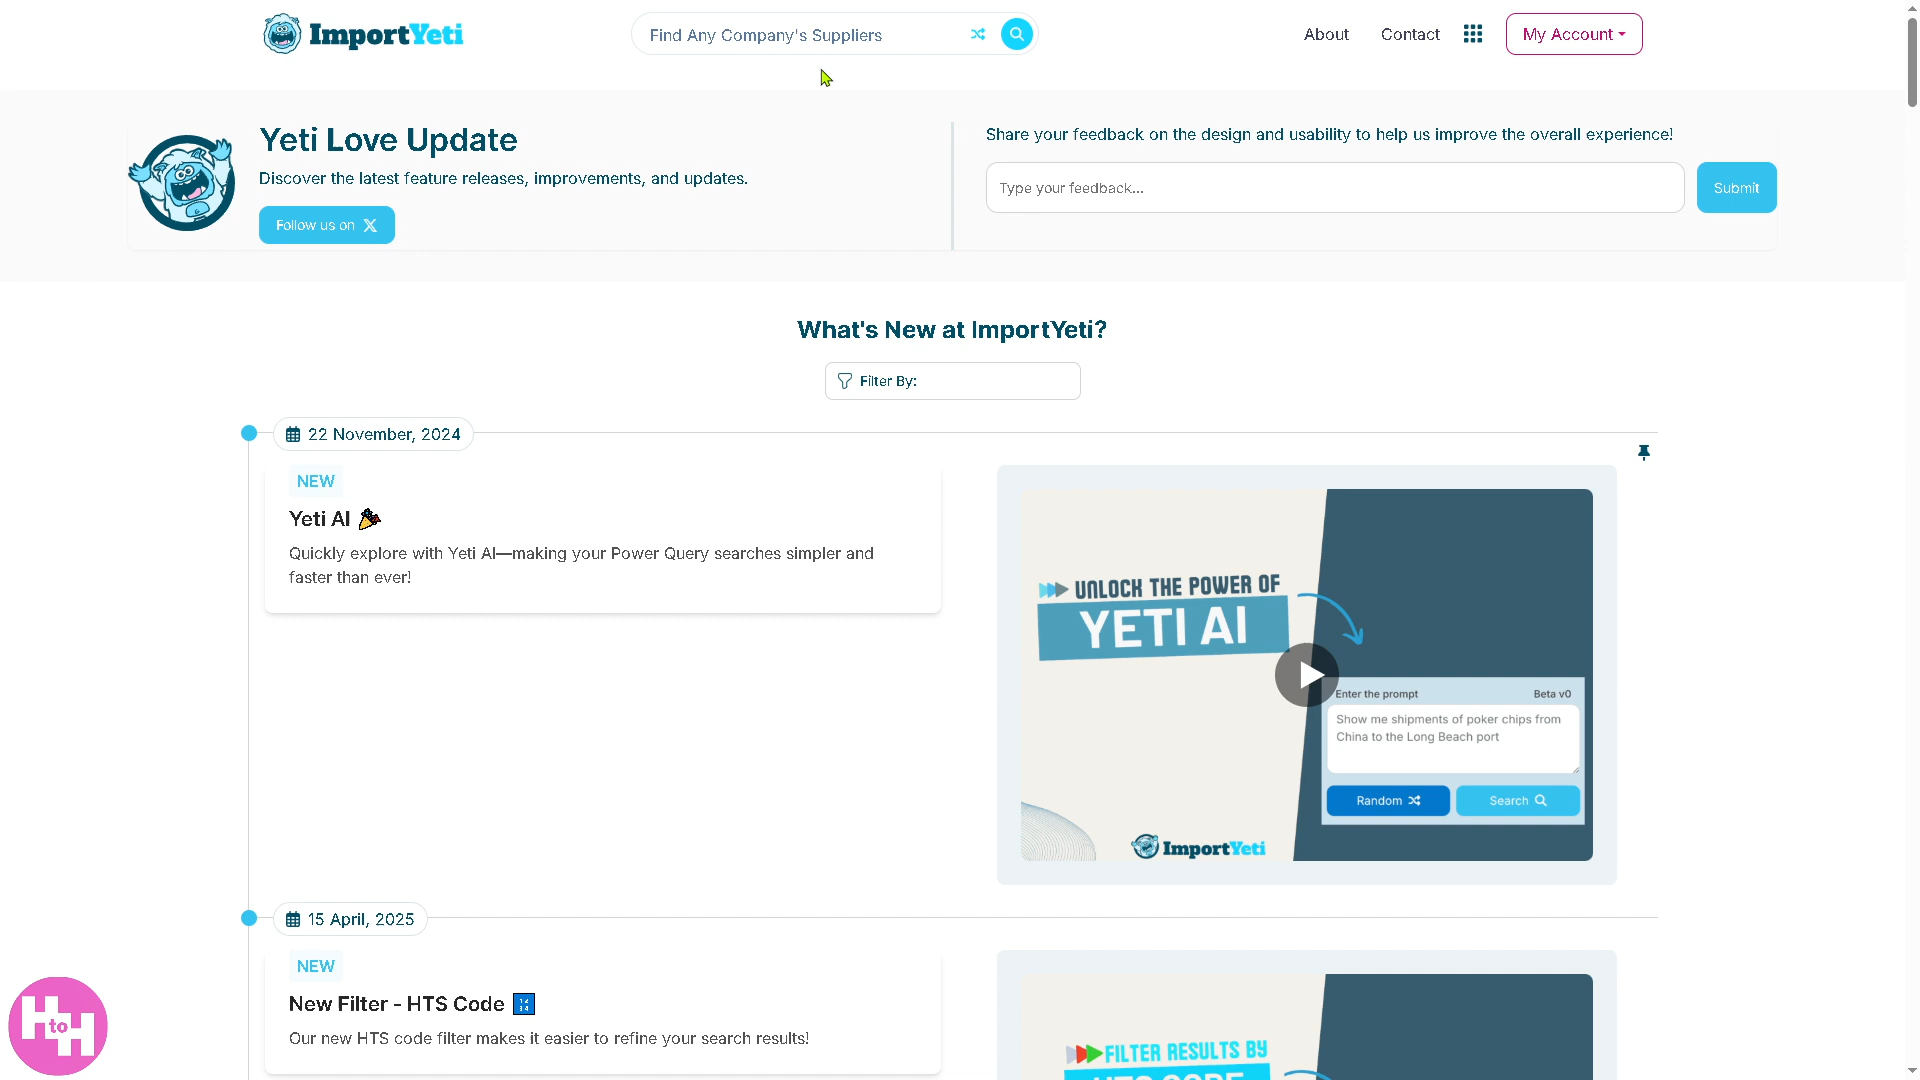 ImportYeti
Find Any Company's Suppliers
About
Contact
My Account
Yeti Love Update
Discover the latest feature releases, improvements, and updates.
Follow us on X
Share your feedback on the design and usability to help us improve the overall experience!
Type your feedback...
Submit
What's New at ImportYeti?
Filter By:
22 November, 2024
NEW
Yeti AI
Quickly explore with Yeti AI—making your Power Query searches simpler and
faster than ever!
UNLOCK THE POWER OF
YETI AI
Enter the prompt
Beta v0
Show me shipments of poker chips from
China to the Long Beach port
Random
Search
ImportYeti
15 April, 2025
NEW
New Filter - HTS Code
Our new HTS code filter makes it easier to refine your search results!
FILTER RESULTS BY
HTS CODE
H to H